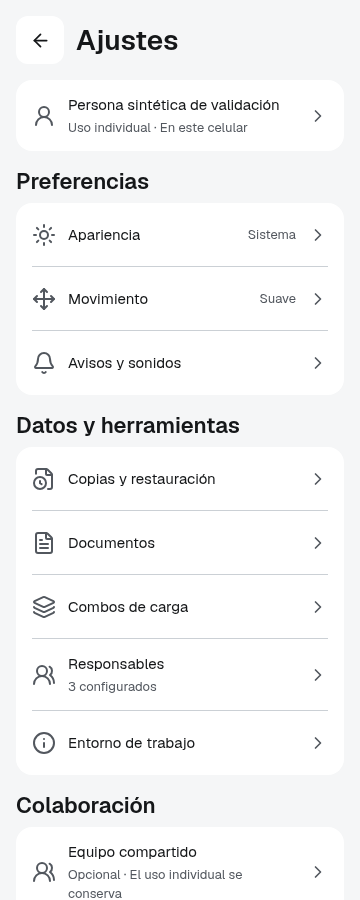 Ajustes
Persona sintética de validación
Uso individual · En este celular
Preferencias
Apariencia
Sistema
Movimiento
Suave
Avisos y sonidos
Datos y herramientas
Copias y restauración
Documentos
Combos de carga
Responsables
3 configurados
Entorno de trabajo
Colaboración
Equipo compartido
Opcional · El uso individual se
conserva